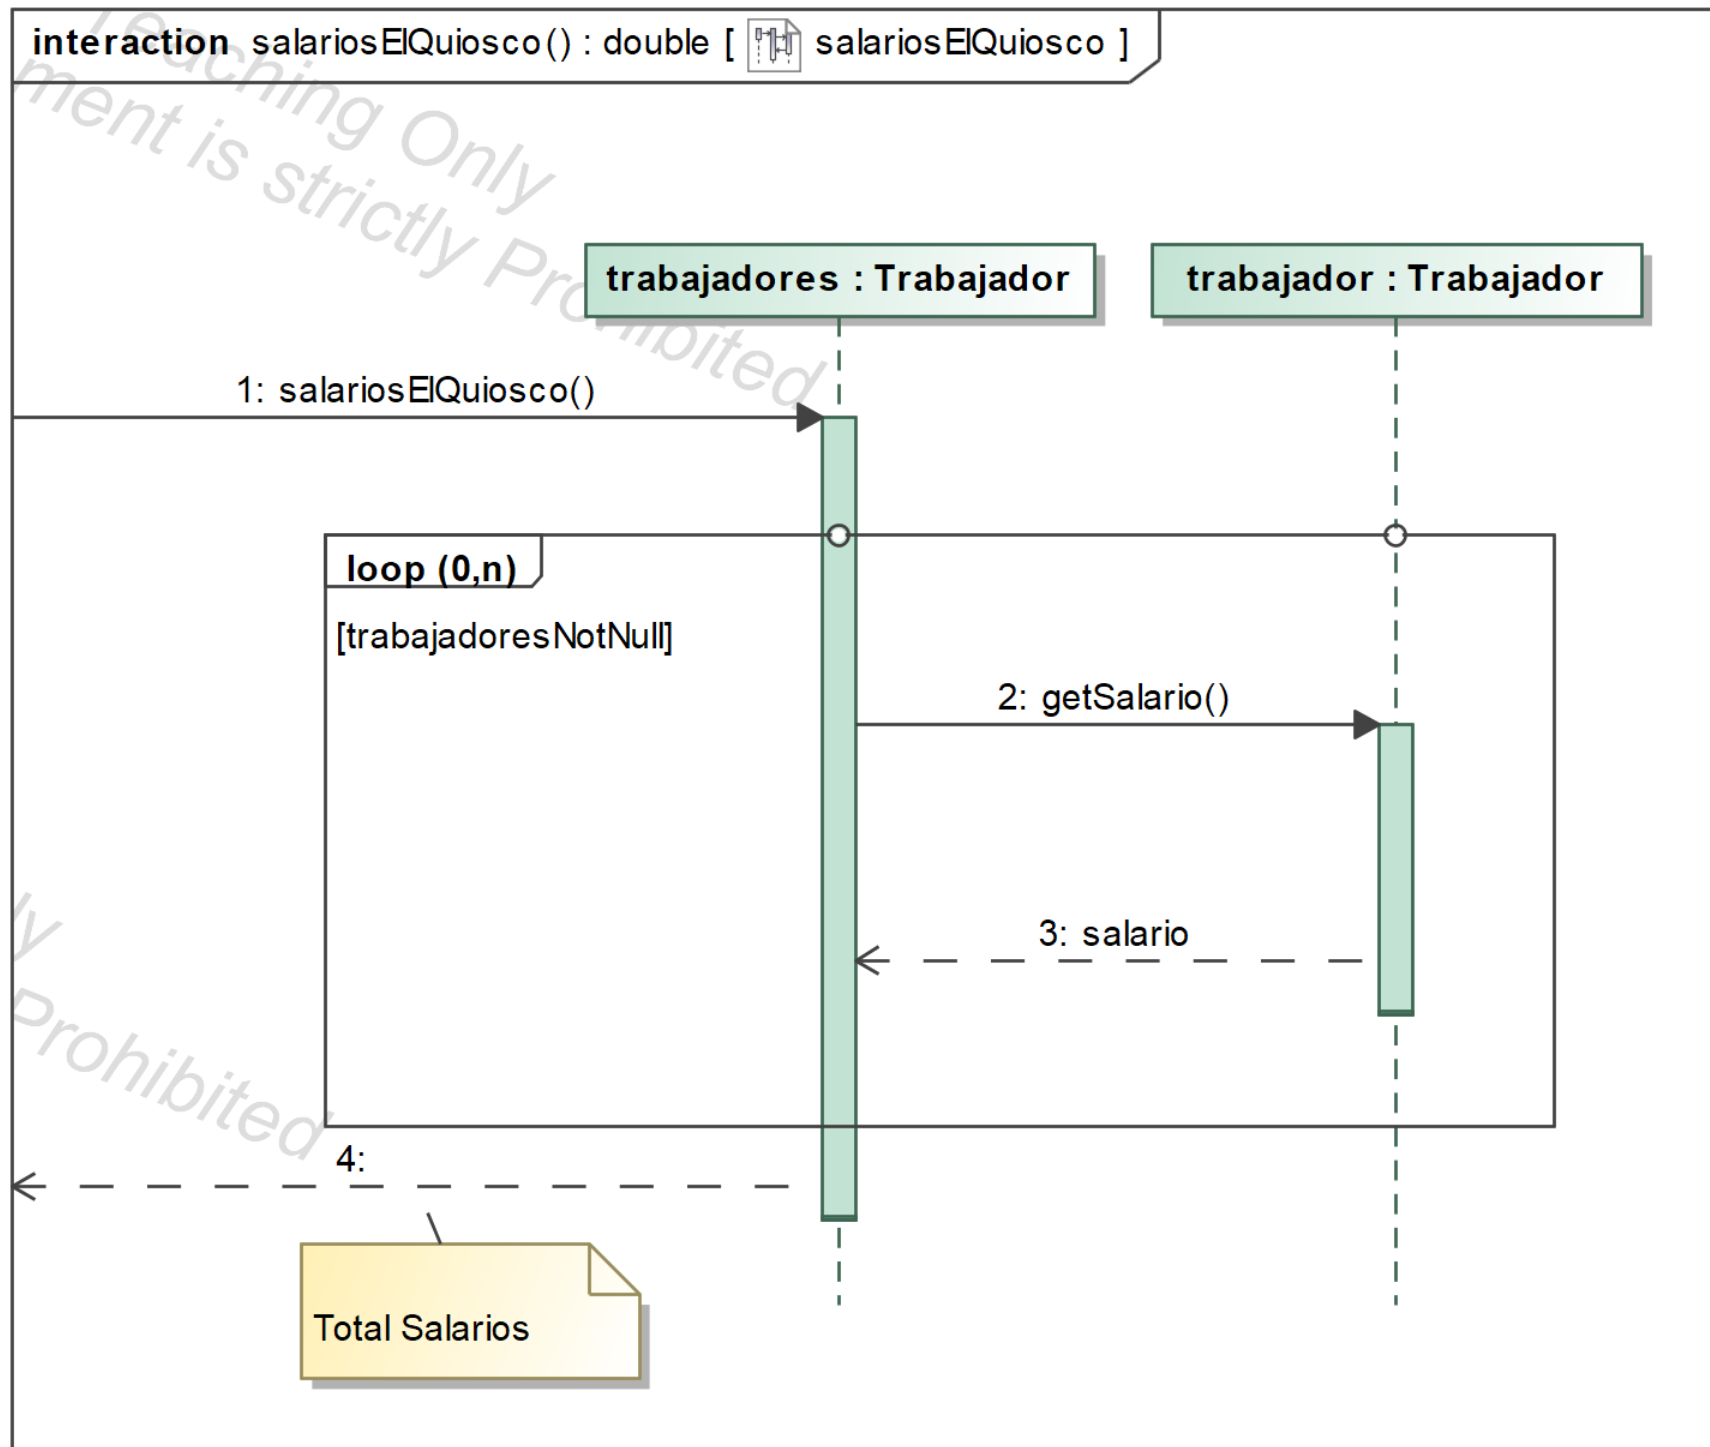 interaction salariosElQuiosco() : double [ salariosElQuiosco ]
Teaching Only
ment is strictly Prohibited
trabajadores : Trabajador
trabajador : Trabajador
1: salariosElQuiosco()
loop (0,n)
[trabajadoresNotNull]
2: getSalario()
3: salario
ly
Prohibited
4:
Total Salarios